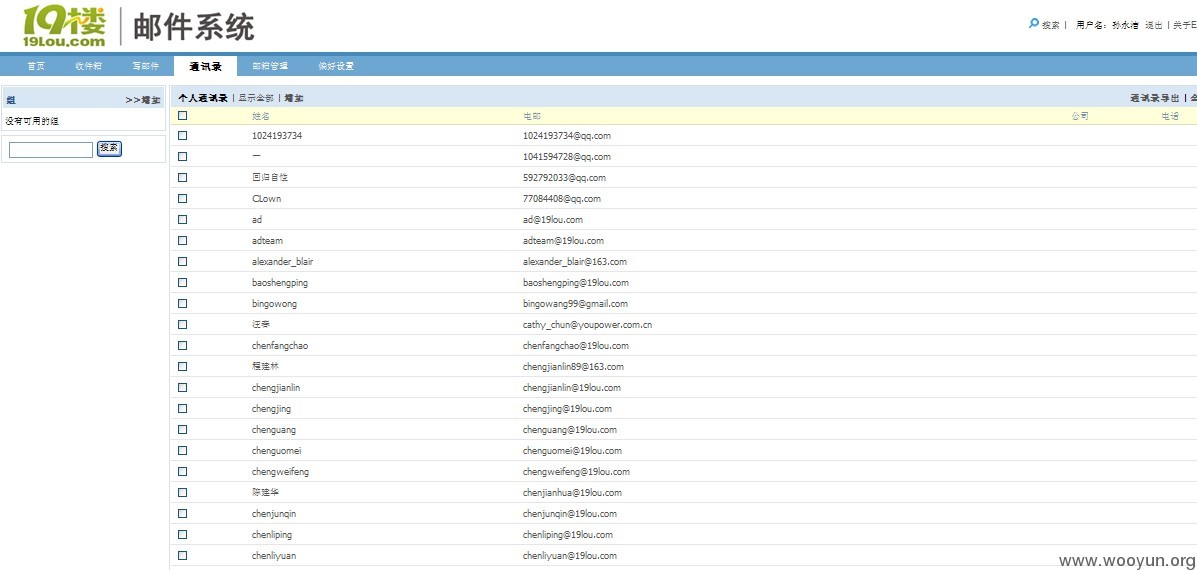 19楼
19Lou.com
邮件系统
搜索 | 用户名: 孙永洁 退出 | 关于E
首页 收件箱 写邮件 通讯录 邮箱管理 偏好设置
组 >>增加
没有可用的组
搜索
个人通讯录 | 显示全部 | 增加 通讯录导出 | 全
姓名 电邮 公司 电话
1024193734 1024193734@qq.com
一 1041594728@qq.com
回归自性 592792033@qq.com
CLown 77084408@qq.com
ad ad@19lou.com
adteam adteam@19lou.com
alexander_blair alexander_blair@163.com
baoshengping baoshengping@19lou.com
bingowong bingowang99@gmail.com
汪春 cathy_chun@youpower.com.cn
chenfangchao chenfangchao@19lou.com
程建林 chengjianlin89@163.com
chengjianlin chengjianlin@19lou.com
chengjing chengjing@19lou.com
chenguang chenguang@19lou.com
chenguomei chenguomei@19lou.com
chengweifeng chengweifeng@19lou.com
陈建华 chenjianhua@19lou.com
chenjunqin chenjunqin@19lou.com
chenliping chenliping@19lou.com
chenliyuan chenliyuan@19lou.com
www.wooyun.org